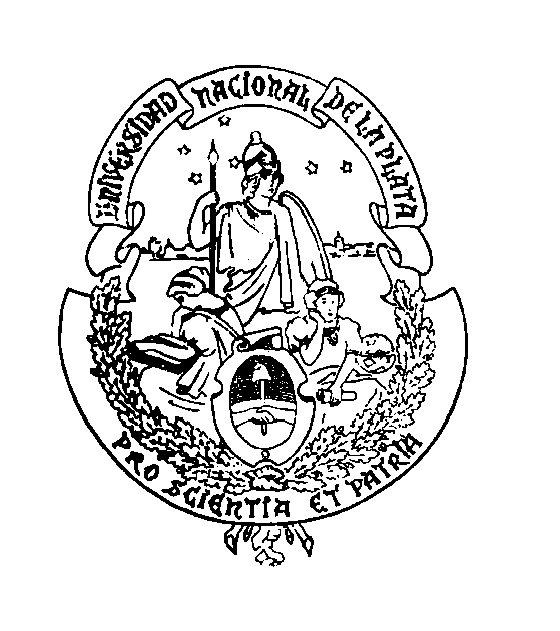 UNIVERSIDAD NACIONAL DE LA PLATA
PRO SCIENTIA ET PATRIA